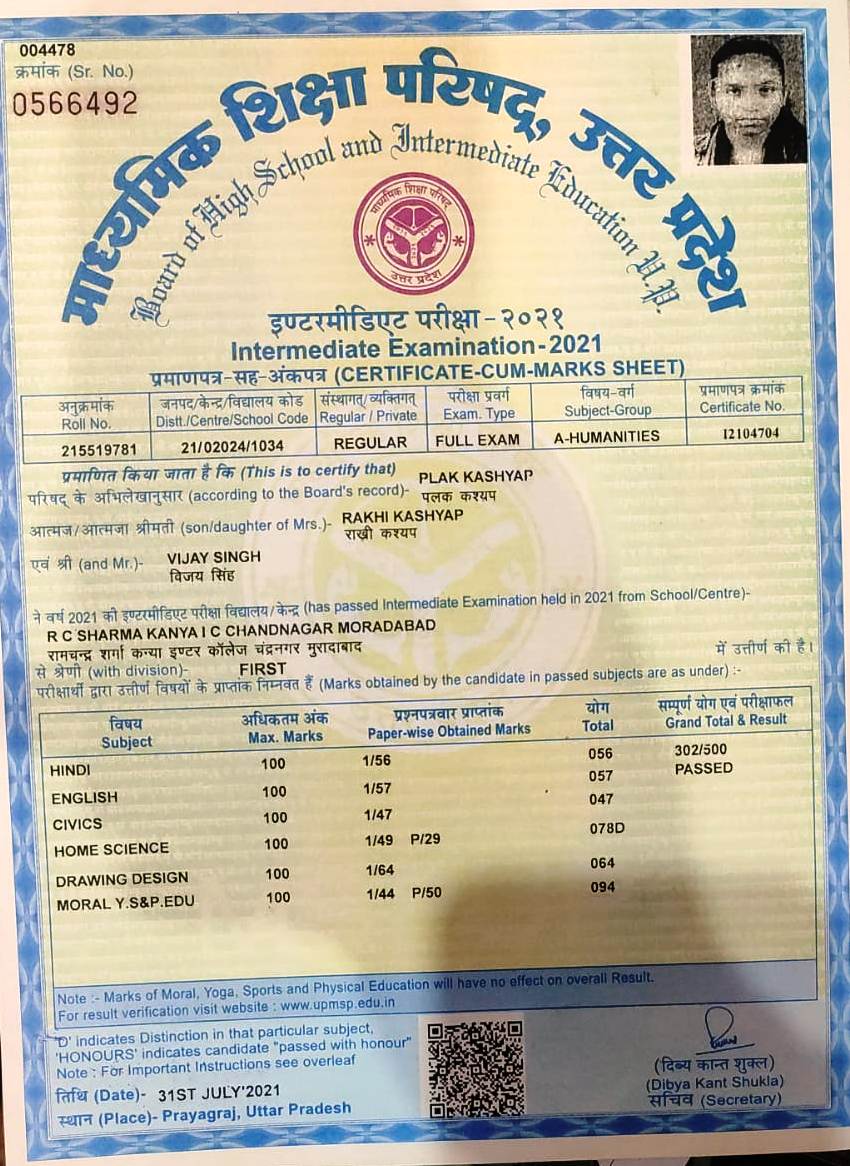 004478
क्रमांक (Sr. No.)
0566492
माध्यमिक शिक्षा परिषद्, उत्तर प्रदेश
Board of High School and Intermediate Education U.P.
माध्यमिक शिक्षा परिषद्
उत्तर प्रदेश
इण्टरमीडिएट परीक्षा - २०२१
Intermediate Examination-2021
प्रमाणपत्र-सह-अंकपत्र (CERTIFICATE-CUM-MARKS SHEET)
अनुक्रमांक जनपद/केन्द्र/विद्यालय कोड संस्थागत्/व्यक्तिगत् परीक्षा प्रवर्ग विषय-वर्ग प्रमाणपत्र क्रमांक
Roll No. Distt./Centre/School Code Regular / Private Exam. Type Subject-Group Certificate No.
215519781 21/02024/1034 REGULAR FULL EXAM A-HUMANITIES 12104704
प्रमाणित किया जाता है कि (This is to certify that) PLAK KASHYAP
परिषद् के अभिलेखानुसार (according to the Board's record)- पलक कश्यप
आत्मज/आत्मजा श्रीमती (son/daughter of Mrs.)- RAKHI KASHYAP
राखी कश्यप
एवं श्री (and Mr.)- VIJAY SINGH
विजय सिंह
ने वर्ष 2021 की इण्टरमीडिएट परीक्षा विद्यालय/केन्द्र (has passed Intermediate Examination held in 2021 from School/Centre)-
R C SHARMA KANYA I C CHANDNAGAR MORADABAD
रामचन्द्र शर्मा कन्या इण्टर कॉलेज चंद्रनगर मुरादाबाद में उत्तीर्ण की है।
से श्रेणी (with division)- FIRST
परीक्षार्थी द्वारा उत्तीर्ण विषयों के प्राप्तांक निम्नवत हैं (Marks obtained by the candidate in passed subjects are as under) :-
विषय अधिकतम अंक प्रश्नपत्रवार प्राप्तांक योग सम्पूर्ण योग एवं परीक्षाफल
Subject Max. Marks Paper-wise Obtained Marks Total Grand Total & Result
HINDI 100 1/56 056 302/500
ENGLISH 100 1/57 057 PASSED
CIVICS 100 1/47 047
HOME SCIENCE 100 1/49 P/29 078D
DRAWING DESIGN 100 1/64 064
MORAL Y.S&P.EDU 100 1/44 P/50 094
Note :- Marks of Moral, Yoga, Sports and Physical Education will have no effect on overall Result.
For result verification visit website : www.upmsp.edu.in
'D' indicates Distinction in that particular subject,
'HONOURS' indicates candidate "passed with honour"
Note : For Important Instructions see overleaf
तिथि (Date)- 31ST JULY'2021
स्थान (Place)- Prayagraj, Uttar Pradesh
(दिब्य कान्त शुक्ल)
(Dibya Kant Shukla)
सचिव (Secretary)